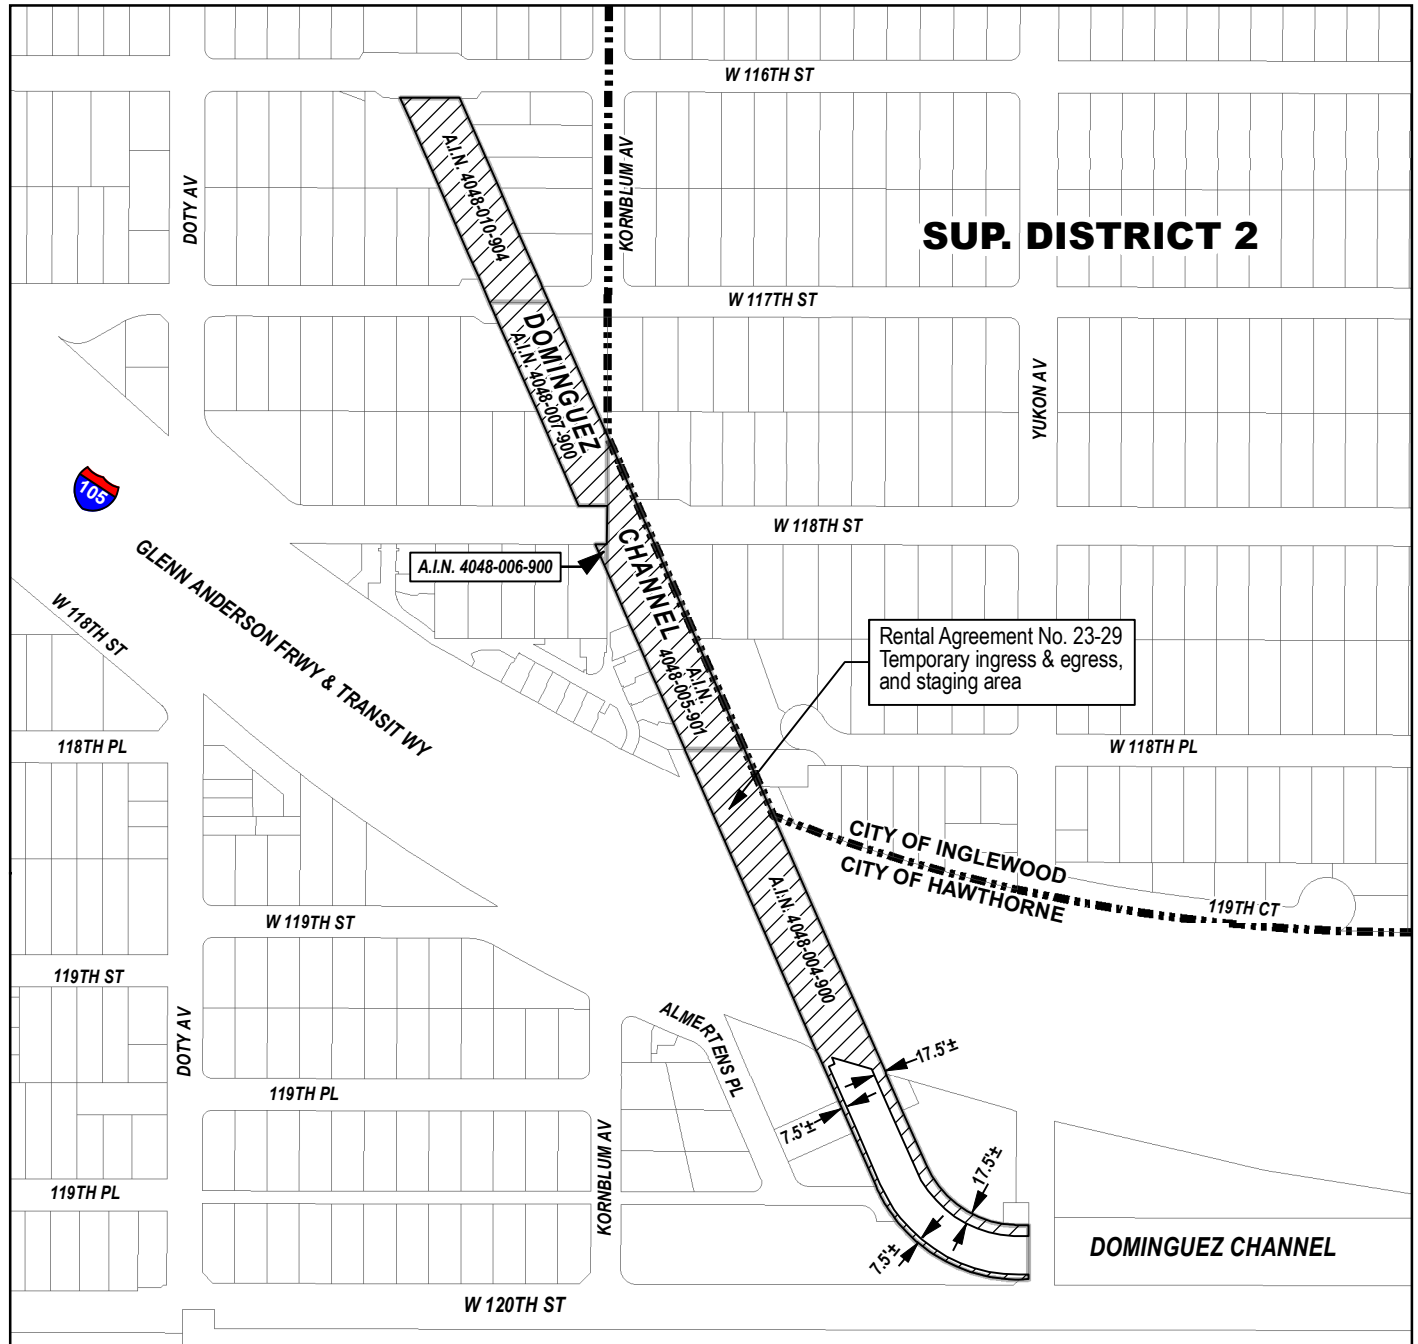 W 116TH ST
DOTY AV
KORNBLUM AV
A.I.N. 4048-010-904
SUP. DISTRICT 2
W 117TH ST
DOMINGUEZ
A.I.N. 4048-007-900
YUKON AV
105
W 118TH ST
CHANNEL
A.I.N. 4048-006-900
GLENN ANDERSON FRWY & TRANSIT WY
W 118TH ST
Rental Agreement No. 23-29
Temporary ingress & egress,
and staging area
A.I.N.
4048-005-901
118TH PL
W 118TH PL
CITY OF INGLEWOOD
CITY OF HAWTHORNE
119TH CT
W 119TH ST
A.I.N. 4048-004-900
119TH ST
DOTY AV
ALMERTENS PL
17.5'±
119TH PL
7.5'±
KORNBLUM AV
17.5'±
119TH PL
7.5'±
DOMINGUEZ CHANNEL
W 120TH ST